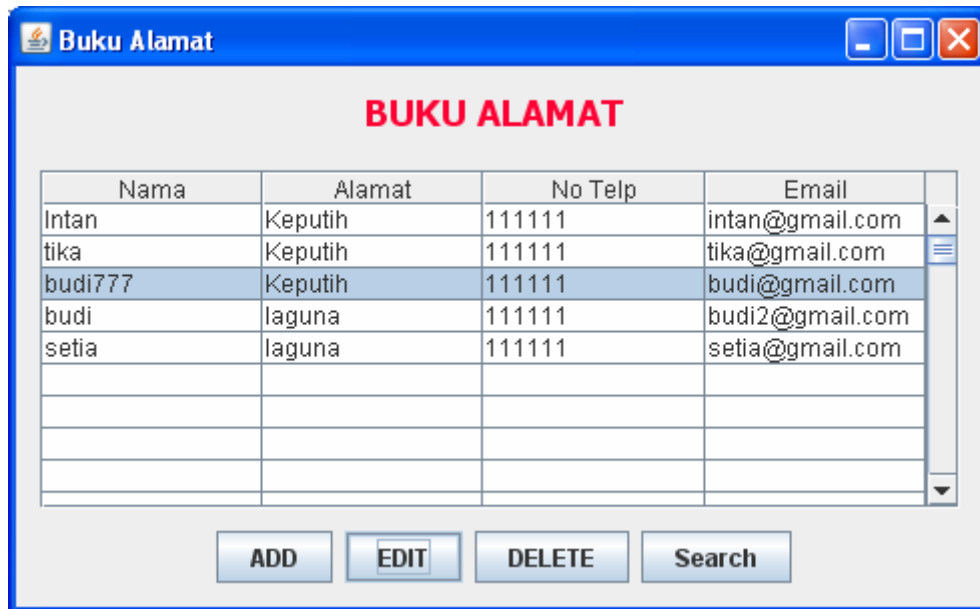 Buku Alamat
BUKU ALAMAT
Nama Alamat No Telp Email
Intan Keputih 111111 intan@gmail.com
tika Keputih 111111 tika@gmail.com
budi777 Keputih 111111 budi@gmail.com
budi laguna 111111 budi2@gmail.com
setia laguna 111111 setia@gmail.com
ADD EDIT DELETE Search